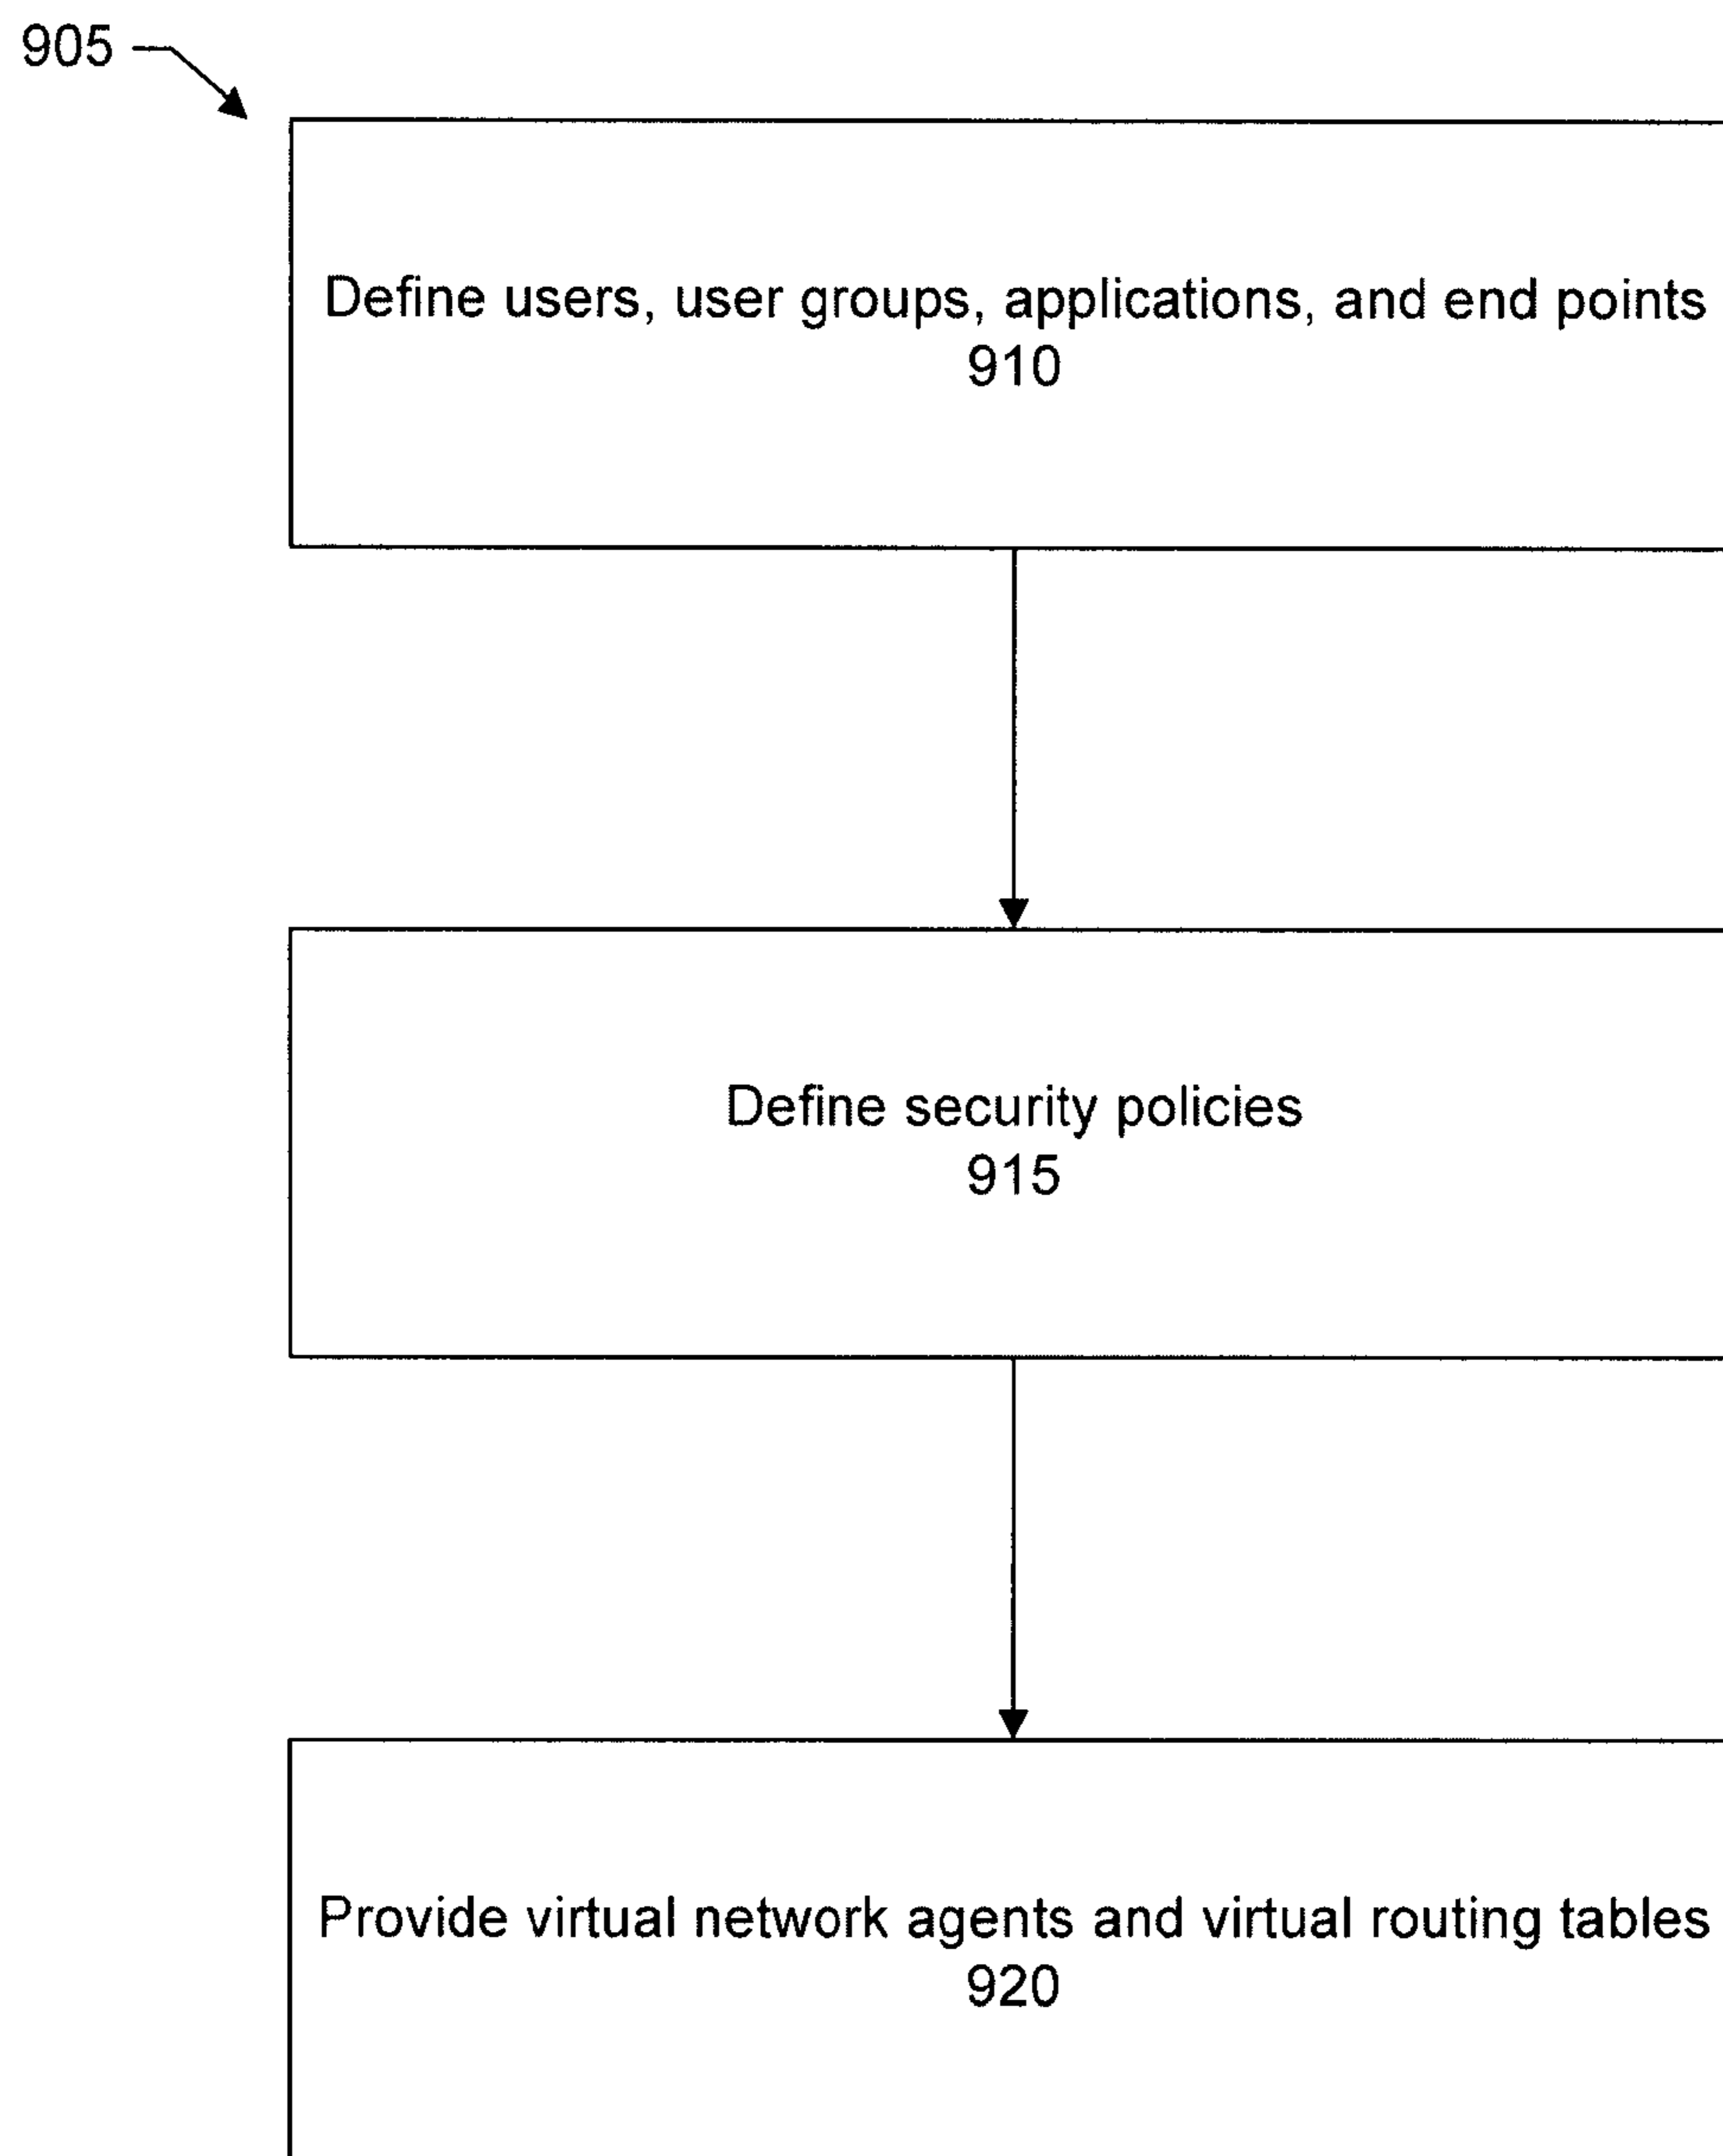 905
Define users, user groups, applications, and end points
910
Define security policies
915
Provide virtual network agents and virtual routing tables
920